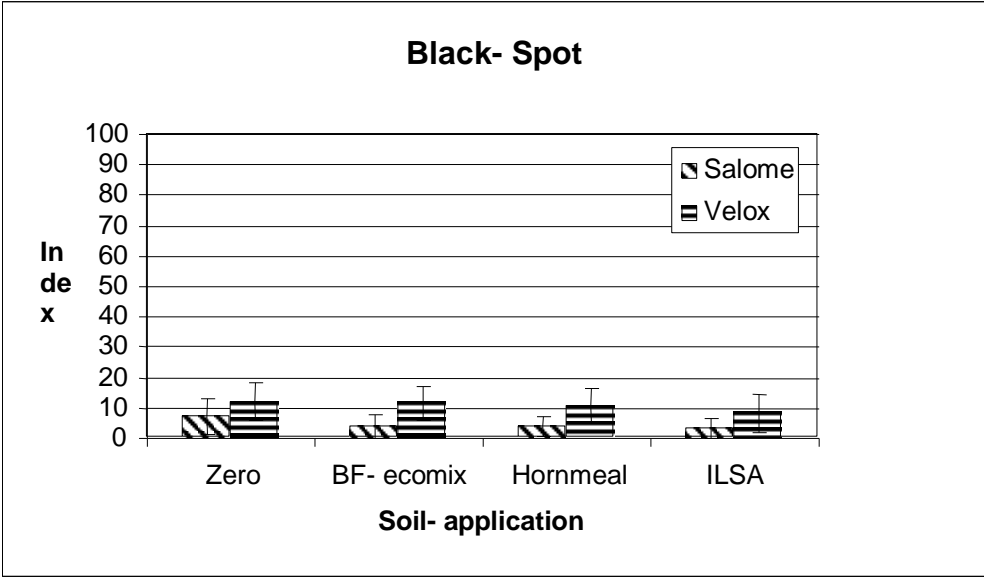 Black- Spot
100
90
80
70
60
50
40
30
20
10
0
In
de
x
Salome
Velox
Zero BF- ecomix Hornmeal ILSA
Soil- application